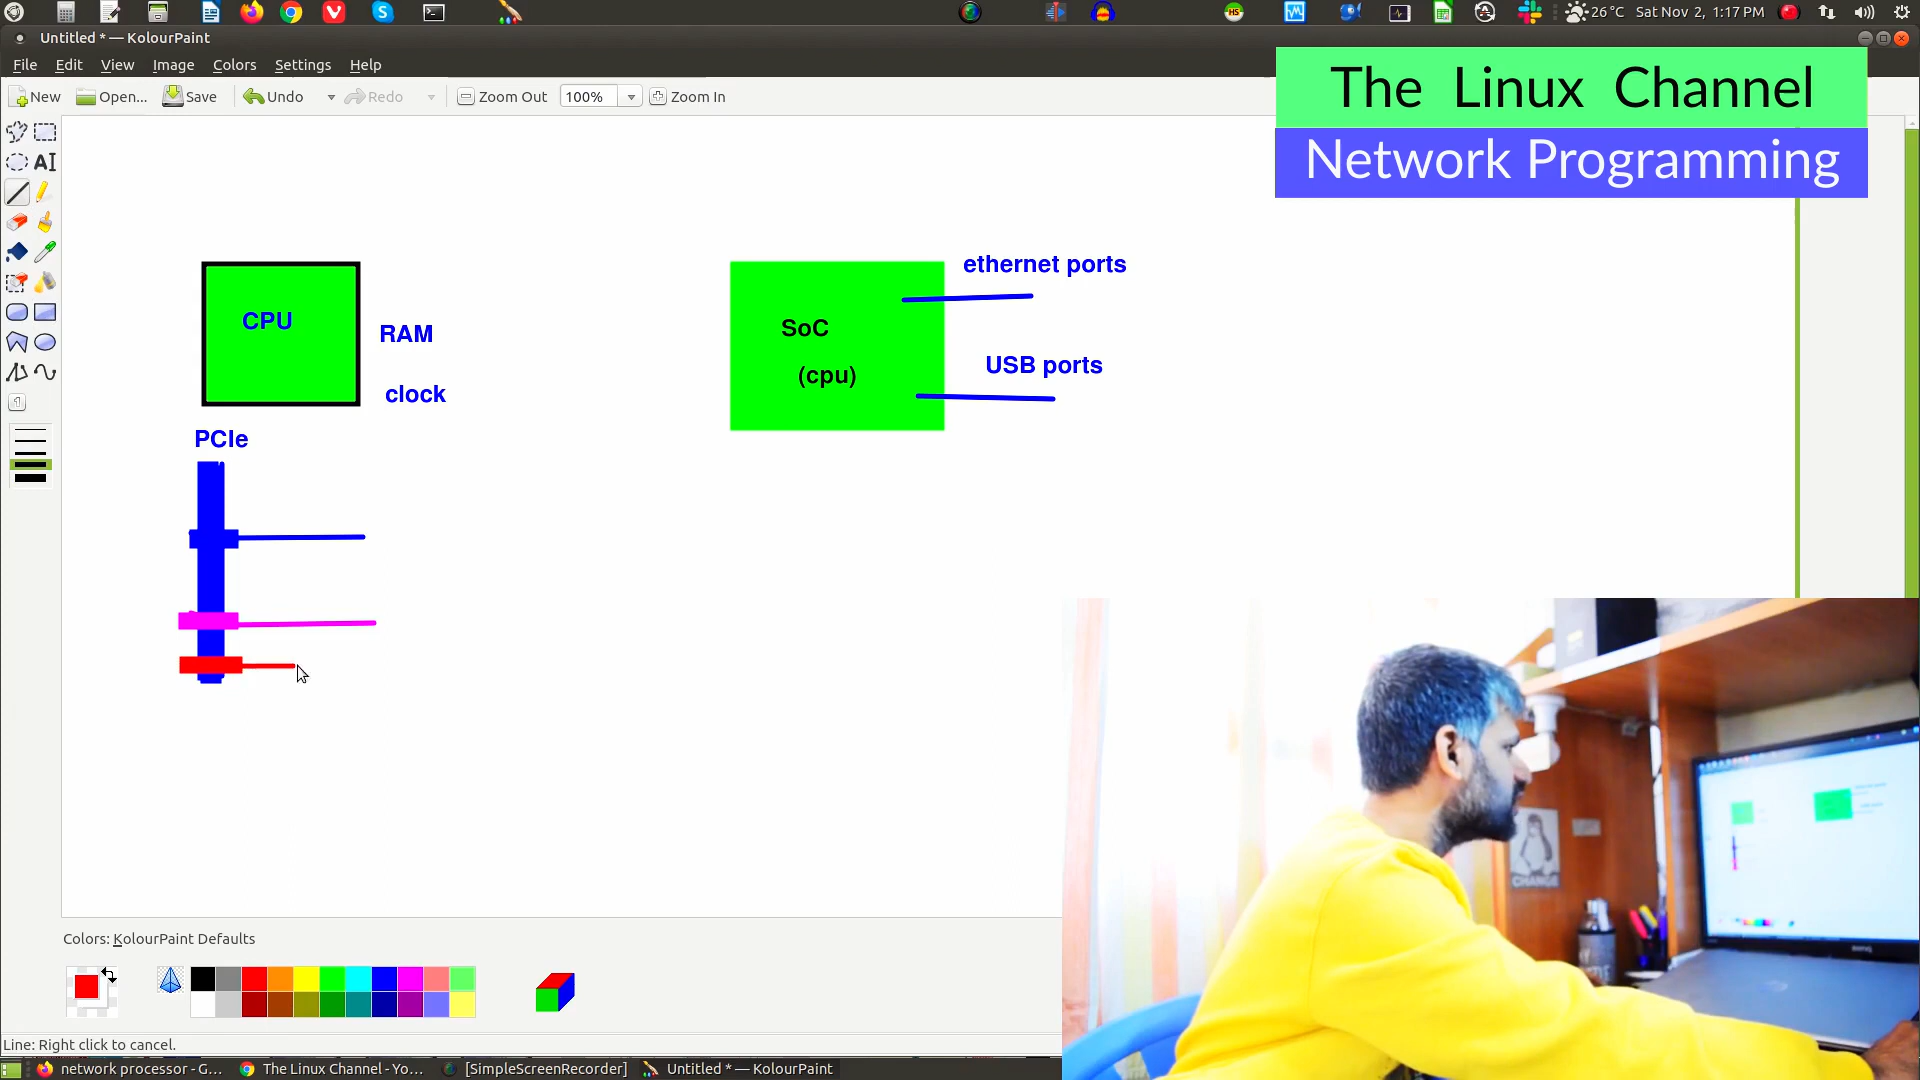 26°C Sat Nov 2, 1:17 PM
Untitled * — KolourPaint
File Edit View Image Colors Settings Help
New Open... Save Undo Redo Zoom Out 100% Zoom In
The Linux Channel
Network Programming
ethernet ports
CPU
RAM
SoC
USB ports
(cpu)
clock
PCIe
CHANGE
Colors: KolourPaint Defaults
Line: Right click to cancel.
network processor - G... The Linux Channel - Yo... [SimpleScreenRecorder] Untitled * — KolourPaint